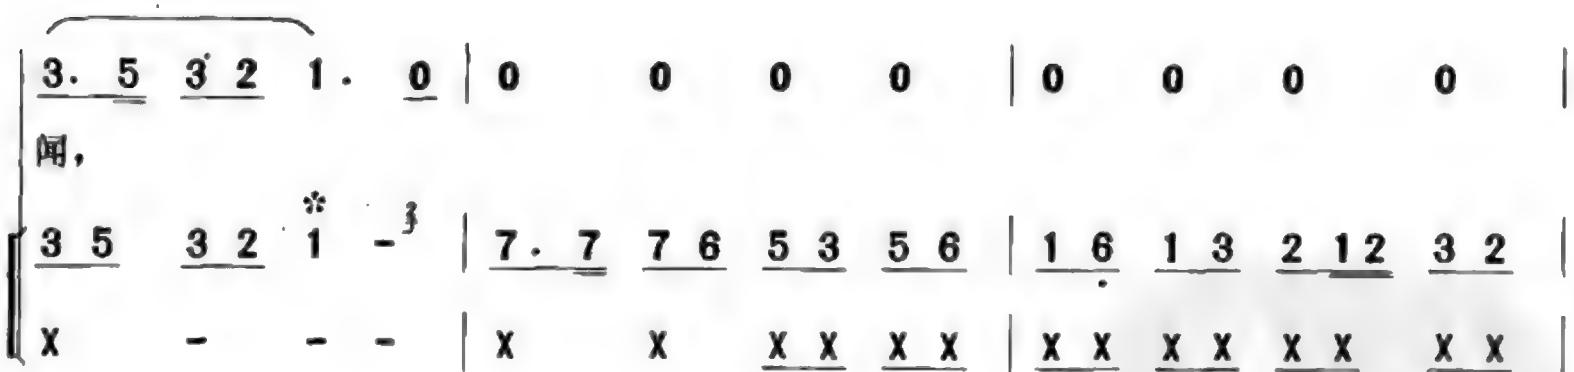 3. 5 3 2 1 . 0 | 0 0 0 0 | 0 0 0 0 |
闻，
3 5 3 2 1 - | 7 . 7 7 6 5 3 5 6 | 1 6 1 3 2 1 2 3 2 |
X - - - | X X X X X X | X X X X X X X X |